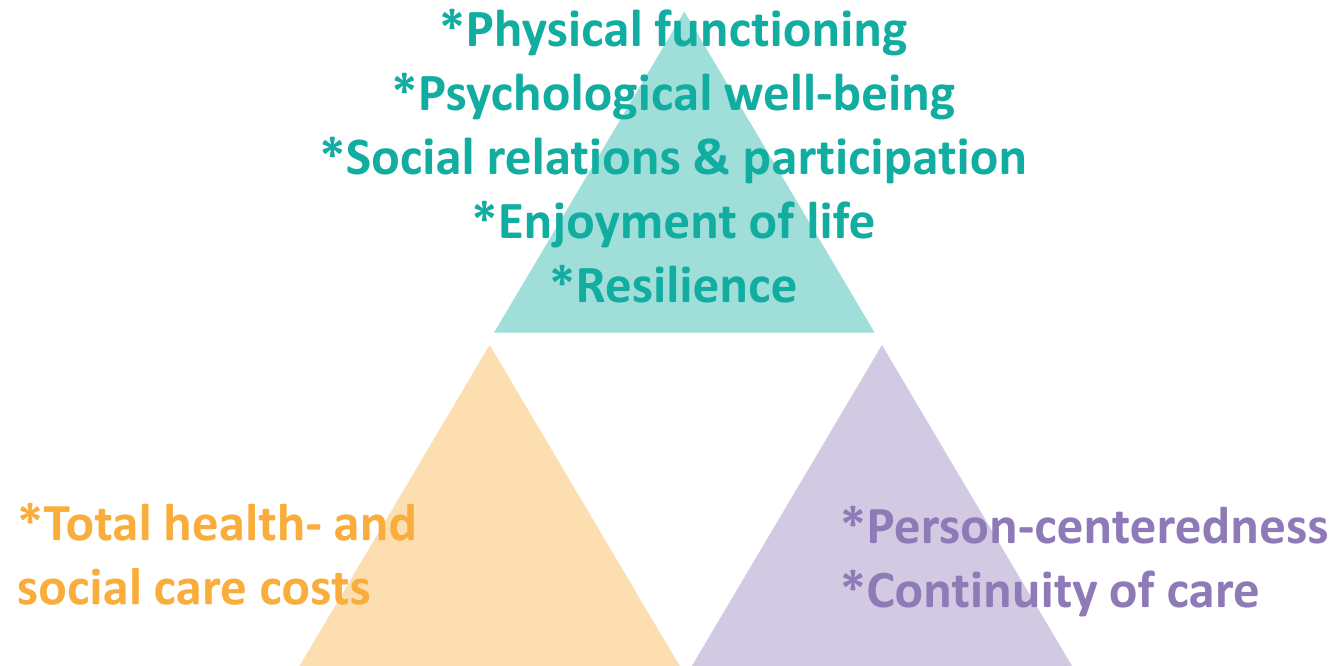 *Physical functioning
*Psychological well-being
*Social relations & participation
*Enjoyment of life
*Resilience
*Total health- and
social care costs
*Person-centeredness
*Continuity of care